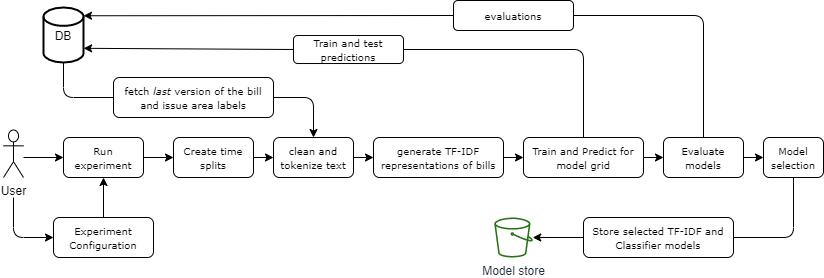 evaluations
DB
Train and test
predictions
fetch last version of the bill
and issue area labels
Run
experiment
Create time
splits
clean and
tokenize text
generate TF-IDF
representations of bills
Train and Predict for
model grid
Evaluate
models
Model
selection
User
Experiment
Configuration
Store selected TF-IDF and
Classifier models
Model store